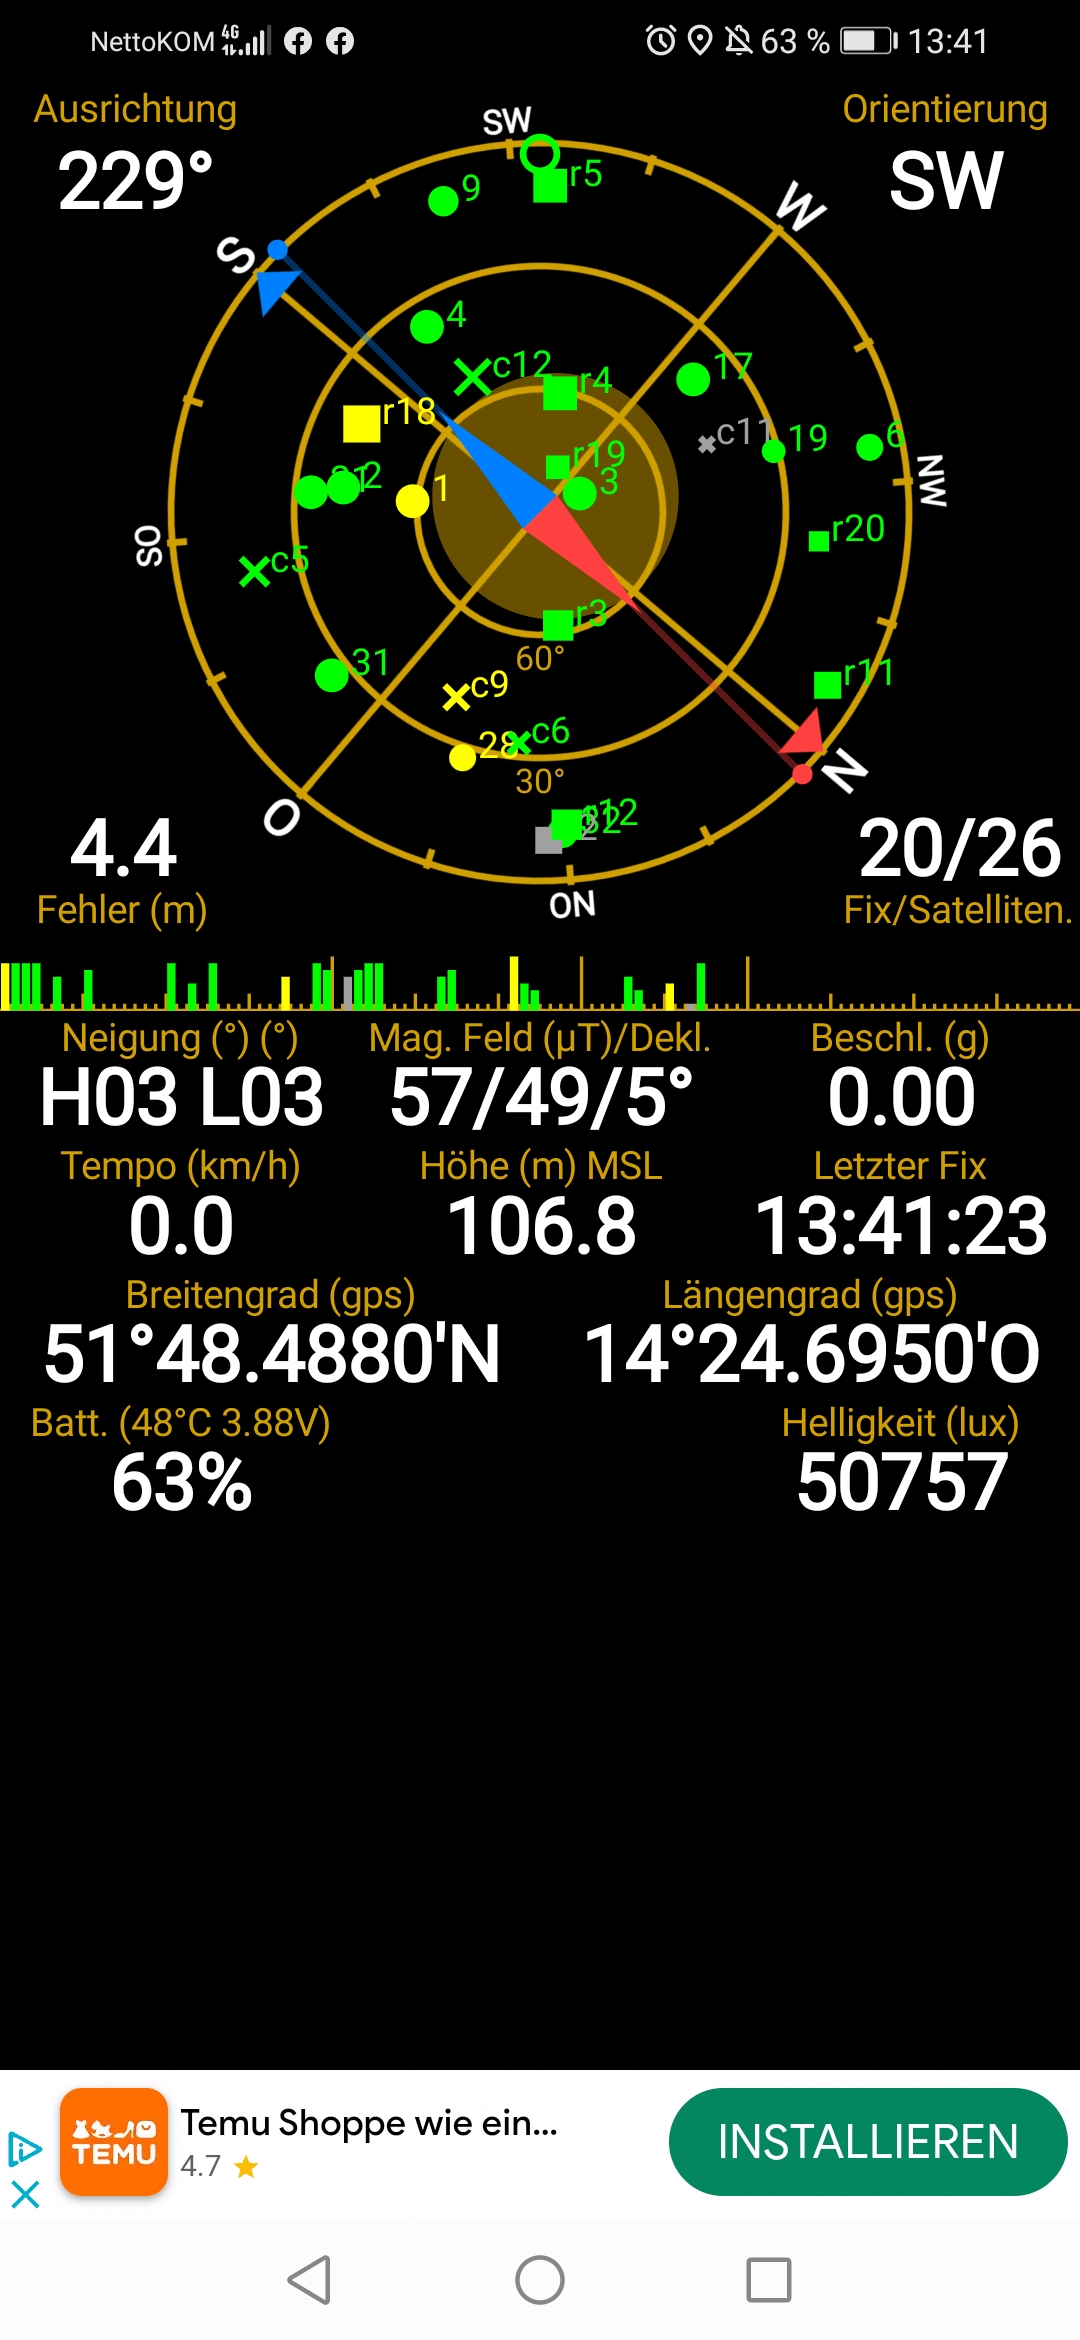 NettoKOM 4G 63 % 13:41
Ausrichtung
229°
Orientierung
SW
SW
W
S
NW
SO
N
O
ON
9
r5
4
c12
r4
17
r18
c11
19
6
r19
3
2
1
r20
c5
r3
60°
31
c9
r11
28
c6
30°
r12
4.4
Fehler (m)
20/26
Fix/Satelliten.
Neigung (°) (°) Mag. Feld (µT)/Dekl. Beschl. (g)
H03 L03 57/49/5° 0.00
Tempo (km/h) Höhe (m) MSL Letzter Fix
0.0 106.8 13:41:23
Breitengrad (gps) Längengrad (gps)
51°48.4880'N 14°24.6950'O
Batt. (48°C 3.88V) Helligkeit (lux)
63% 50757
TEMU
Temu Shoppe wie ein...
4.7
INSTALLIEREN